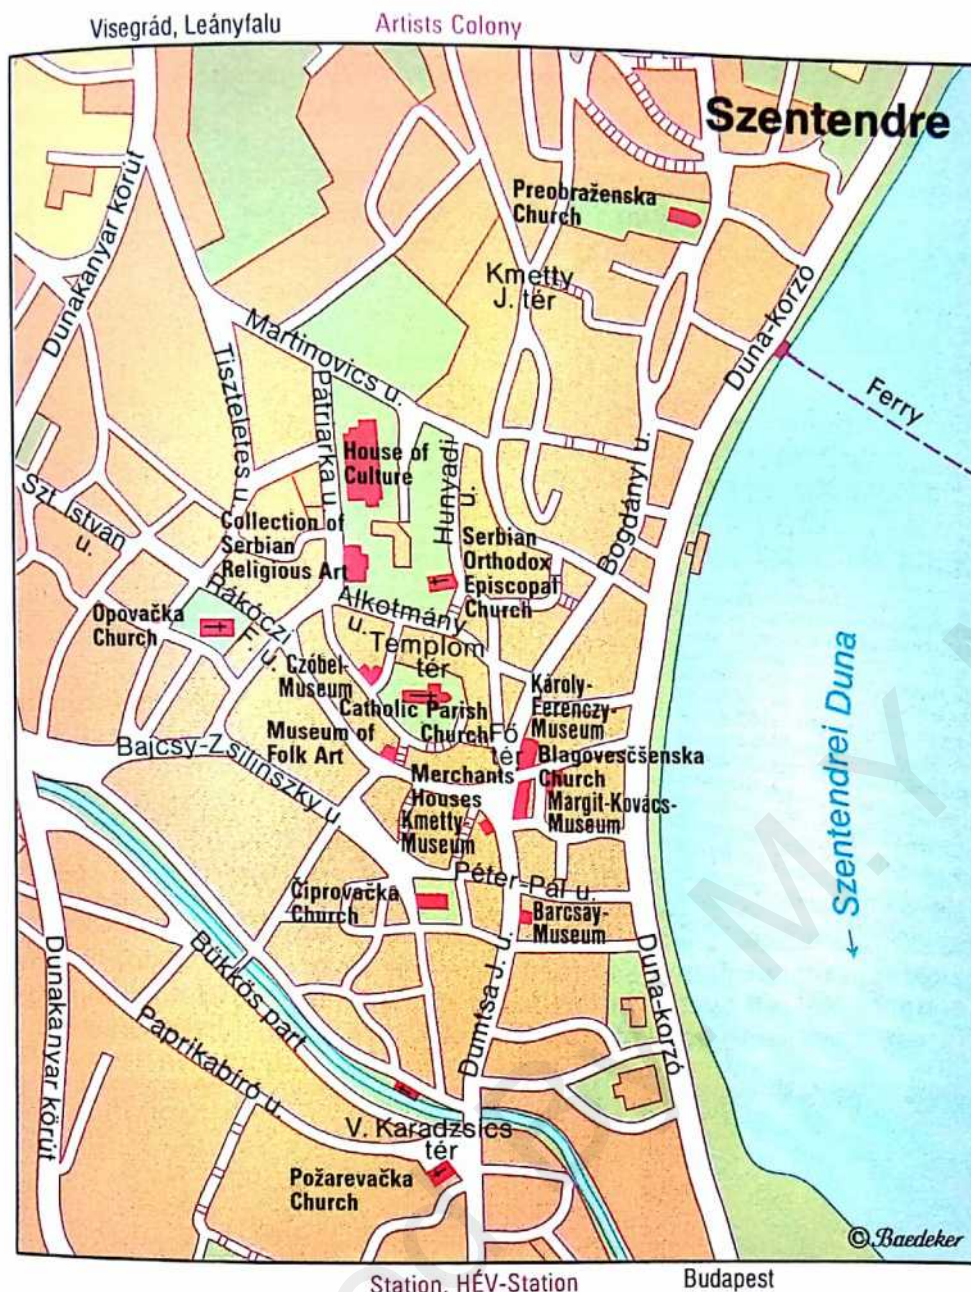 Visegrád, Leányfalu
Artists Colony
Szentendre
Preobraženska
Church
Kmetty
J. tér
Dunakanyar körút
Duna-korzó
Martinovics u.
Ferry
Tiszteletes u.
Pátriarka u.
House of
Culture
Hunyadi
u.
Bogdányi u.
Szt. István
u.
Collection of
Serbian
Religious Art
Serbian
Orthodox
Episcopal
Church
Rákóczi
F. u.
Alkotmány
u.
Opovačka
Church
Templom
tér
Czóbel-
Museum
Catholic Parish
Church
Károly-
Ferenczy-
Museum
Museum of
Folk Art
Fő
tér
Bajcsy-Zsilinszky u.
Blagovesčšenska
Church
Merchants
Houses
Margit-Kovács-
Museum
Kmetty-
Museum
← Szentendrei Duna
Péter-Pál u.
Čiprovačka
Church
Barcsay-
Museum
Dunakanyar körút
Bükkös part
Dumtsa J. u.
Duna-korzó
Paprikabíró u.
V. Karadzsics
tér
Požarevačka
Church
© Baedeker
Station, HÉV-Station
Budapest